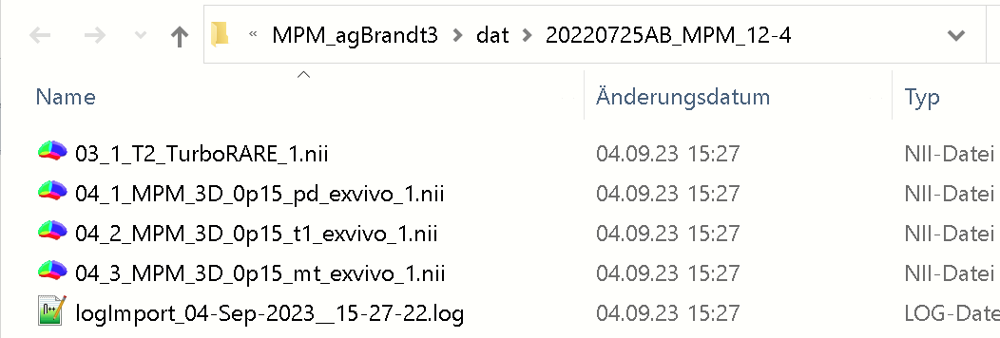 « MPM_agBrandt3 > dat > 20220725AB_MPM_12-4
Name Änderungsdatum Typ
03_1_T2_TurboRARE_1.nii 04.09.23 15:27 NII-Datei
04_1_MPM_3D_0p15_pd_exvivo_1.nii 04.09.23 15:27 NII-Datei
04_2_MPM_3D_0p15_t1_exvivo_1.nii 04.09.23 15:27 NII-Datei
04_3_MPM_3D_0p15_mt_exvivo_1.nii 04.09.23 15:27 NII-Datei
logImport_04-Sep-2023__15-27-22.log 04.09.23 15:27 LOG-Date